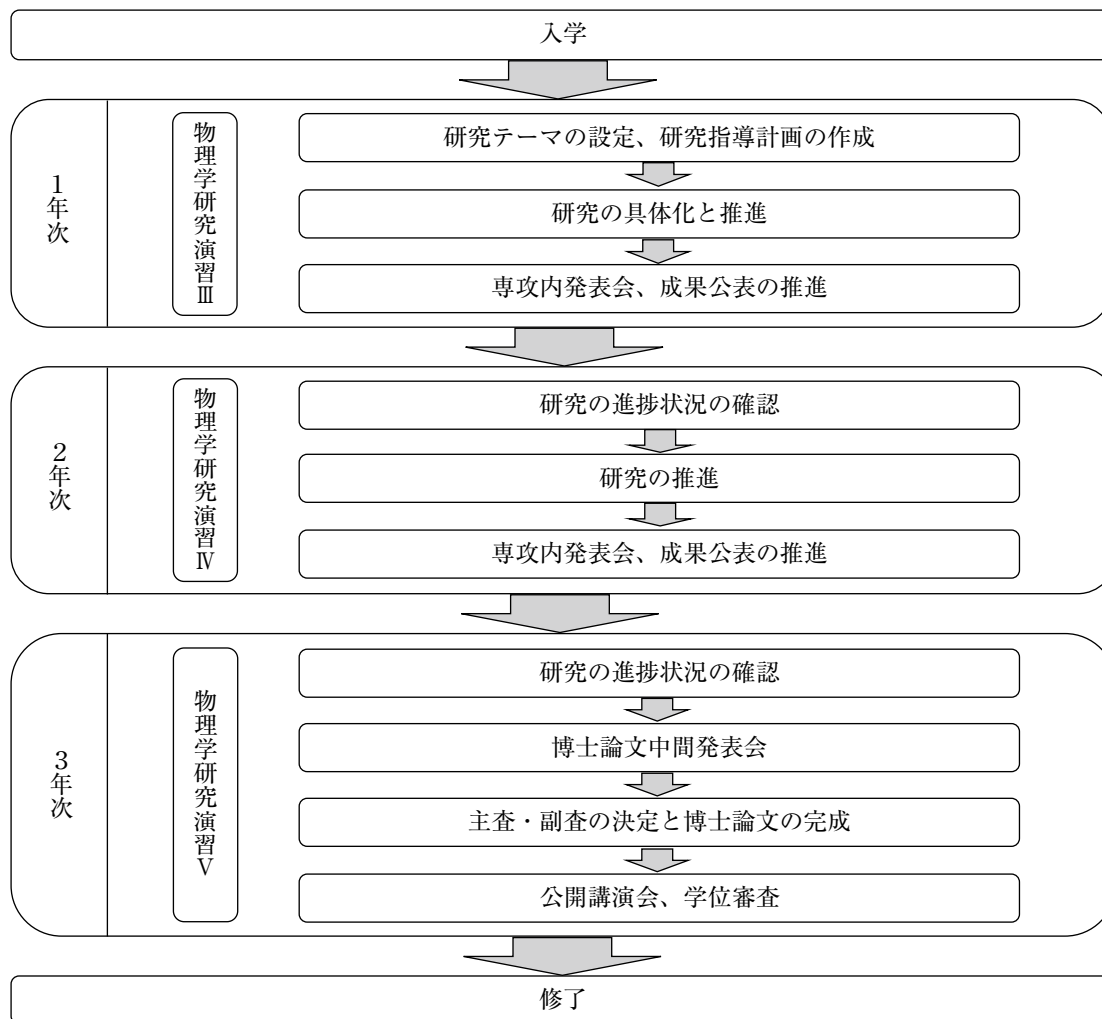 入学
1年次
物理学研究演習Ⅲ
研究テーマの設定、研究指導計画の作成
研究の具体化と推進
専攻内発表会、成果公表の推進
2年次
物理学研究演習Ⅳ
研究の進捗状況の確認
研究の推進
専攻内発表会、成果公表の推進
3年次
物理学研究演習Ⅴ
研究の進捗状況の確認
博士論文中間発表会
主査・副査の決定と博士論文の完成
公開講演会、学位審査
修了